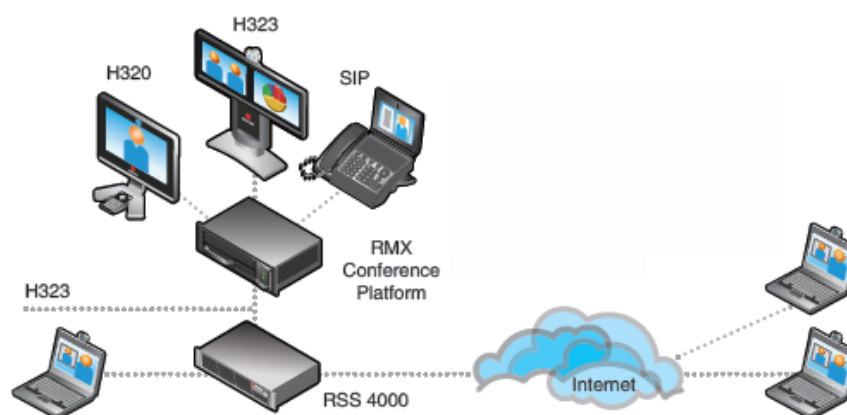 H323
H320
SIP
RMX
Conference
Platform
H323
RSS 4000
Internet